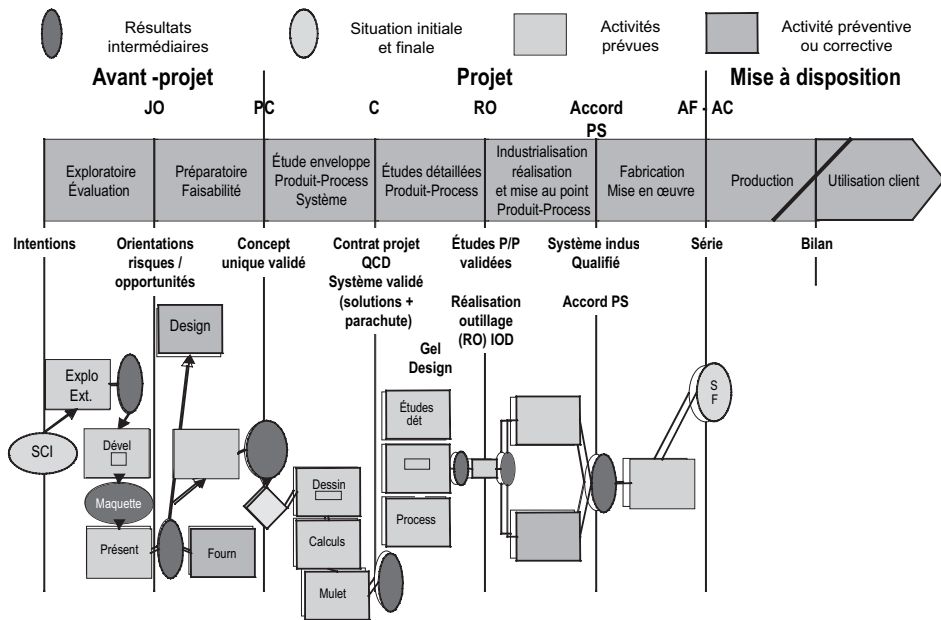 Résultats
intermédiaires
Situation initiale
et finale
Activités
prévues
Activité préventive
ou corrective
Avant -projet
Projet
Mise à disposition
JO
PC
C
RO
Accord
PS
AF - AC
Exploratoire
Évaluation
Préparatoire
Faisabilité
Étude enveloppe
Produit-Process
Système
Études détaillées
Produit-Process
Industrialisation
réalisation
et mise au point
Produit-Process
Fabrication
Mise en œuvre
Production
Utilisation client
Intentions
Orientations
risques /
opportunités
Concept
unique validé
Contrat projet
QCD
Système validé
(solutions +
parachute)
Études P/P
validées
Réalisation
outillage
(RO) IOD
Système indus
Qualifié
Accord PS
Série
Bilan
Gel
Design
Design
Explo
Ext.
SCI
Dével
Maquette
Présent
Fourn
Dessin
Calculs
Mulet
Études
dét
Process
S
F